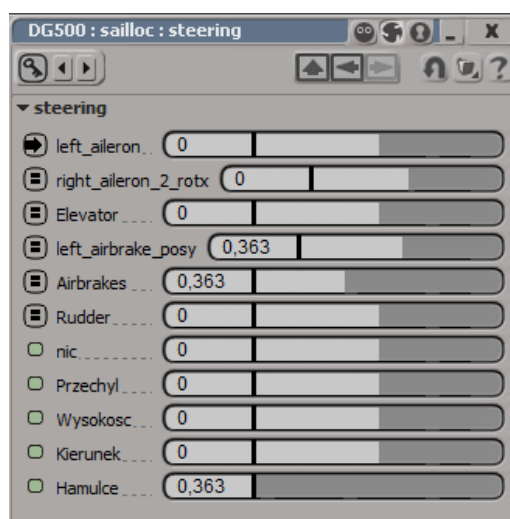 DG500 : sailloc : steering
steering
left_aileron 0
right_aileron_2_rotx 0
Elevator 0
left_airbrake_posy 0,363
Airbrakes 0,363
Rudder 0
nic 0
Przechyl 0
Wysokosc 0
Kierunek 0
Hamulce 0,363